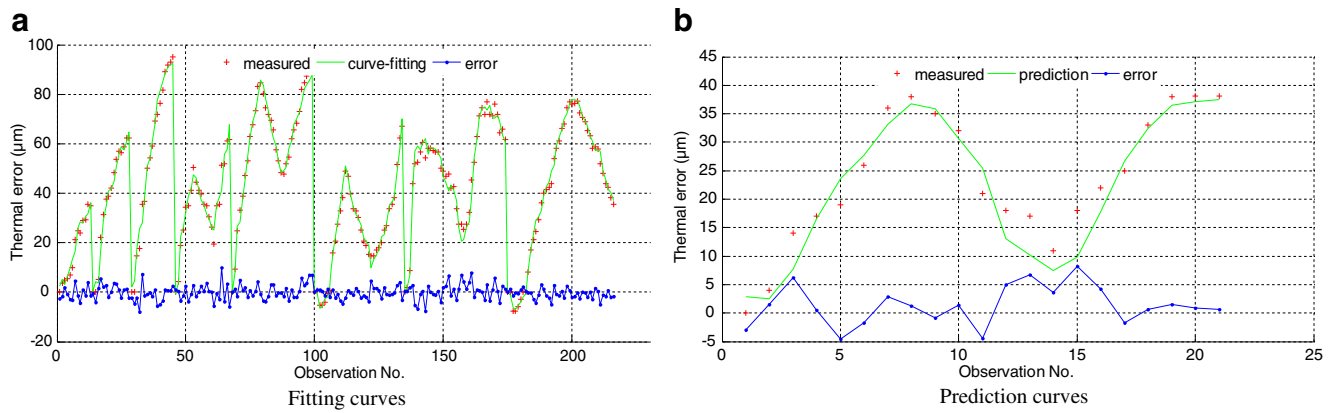 a
100
80
60
40
20
0
-20
Thermal error (µm)
measured curve-fitting error
0 50 100 150 200
Observation No.
Fitting curves
b
45
40
35
30
25
20
15
10
5
0
-5
Thermal error (µm)
measured prediction error
0 5 10 15 20 25
Observation No.
Prediction curves